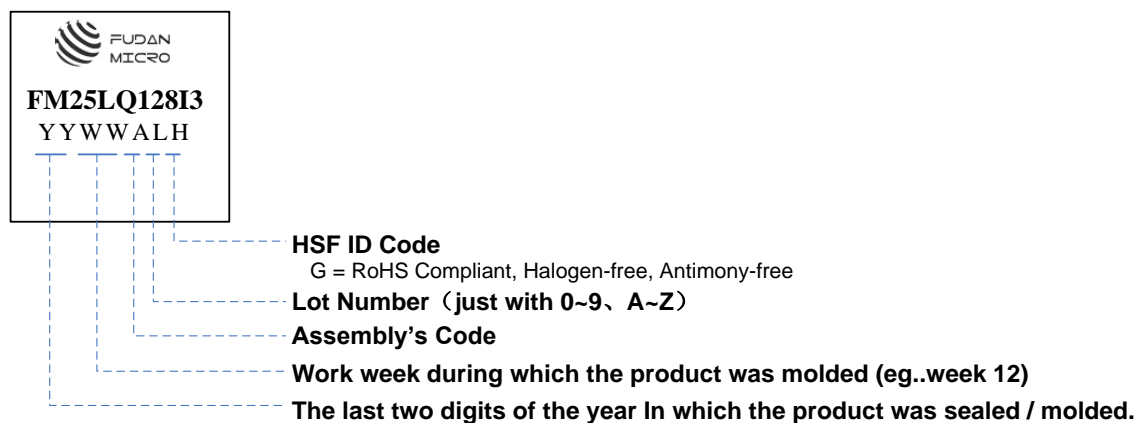 FUDAN
MICRO
FM25LQ128I3
YYWWALH
HSF ID Code
G = RoHS Compliant, Halogen-free, Antimony-free
Lot Number（just with 0~9、A~Z）
Assembly's Code
Work week during which the product was molded (eg..week 12)
The last two digits of the year In which the product was sealed / molded.